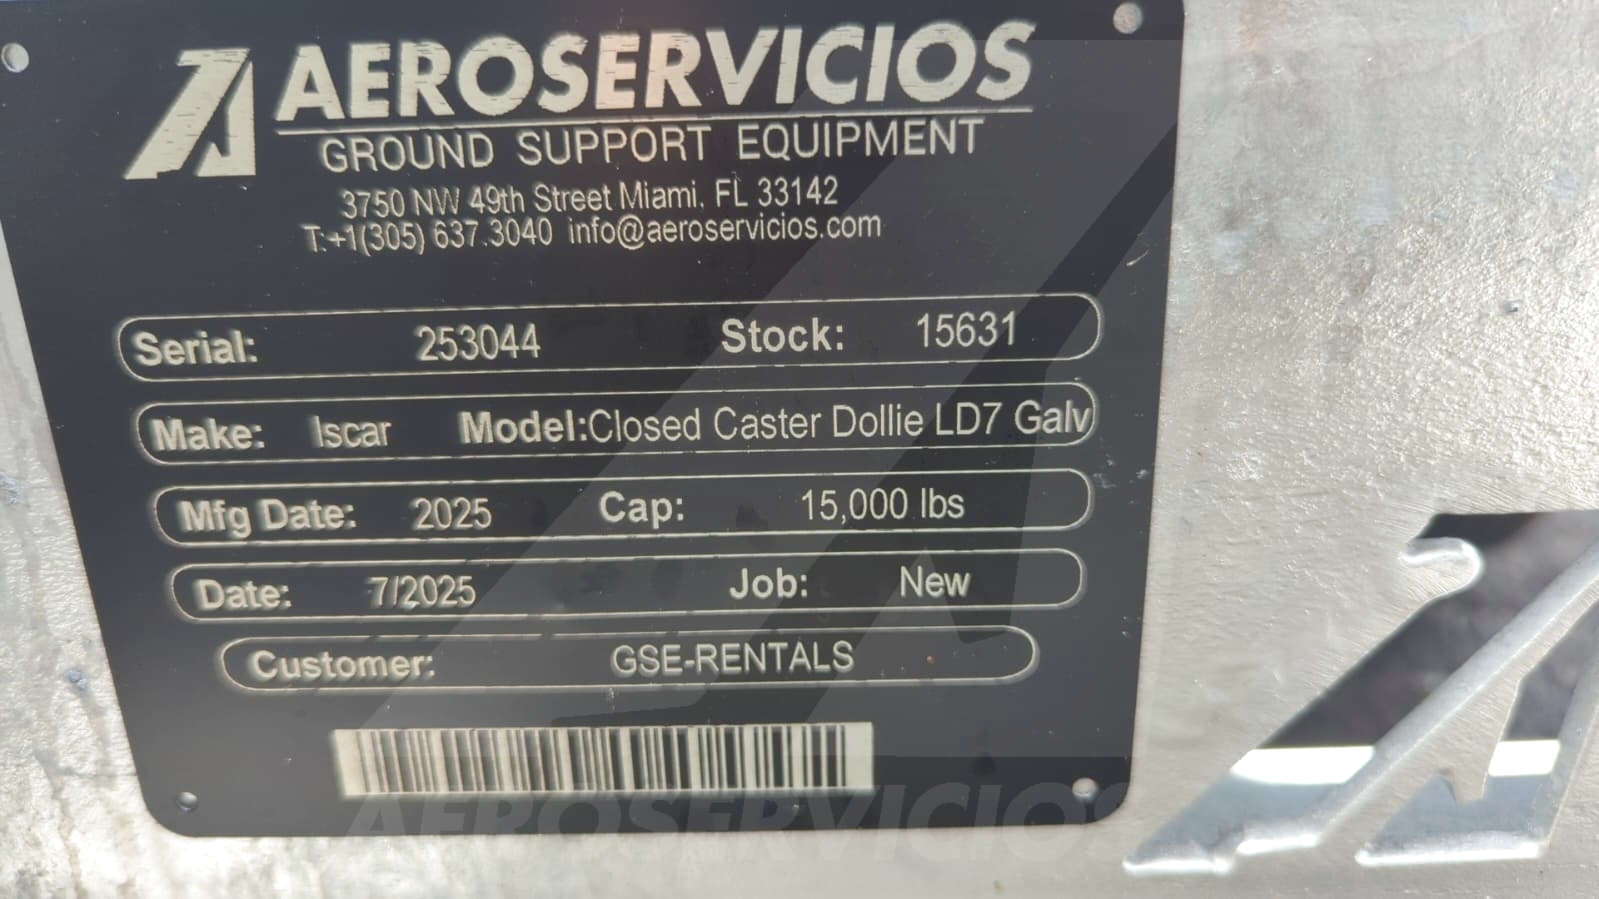 AEROSERVICIOS
GROUND SUPPORT EQUIPMENT
3750 NW 49th Street Miami, FL 33142
T:+1(305) 637.3040 info@aeroservicios.com
Serial: 253044 Stock: 15631
Make: Iscar Model:Closed Caster Dollie LD7 Galv
Mfg Date: 2025 Cap: 15,000 lbs
Date: 7/2025 Job: New
Customer: GSE-RENTALS
AEROSERVICIOS